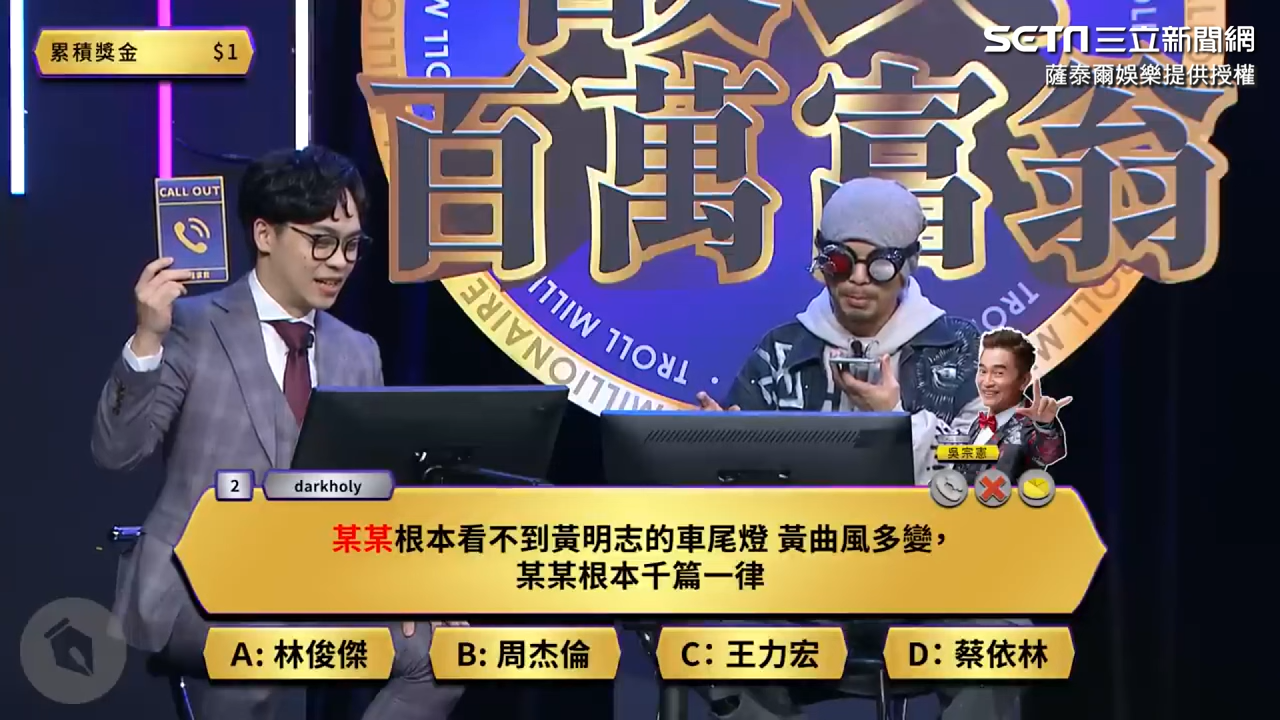 累積獎金 $1
SETN三立新聞網
薩泰爾娛樂提供授權
百萬富翁
CALL OUT
TROLL MILLI
MILLIONAIRE
吳宗憲
2 darkholy
某某根本看不到黃明志的車尾燈 黃曲風多變,
某某根本千篇一律
A: 林俊傑
B: 周杰倫
C: 王力宏
D: 蔡依林